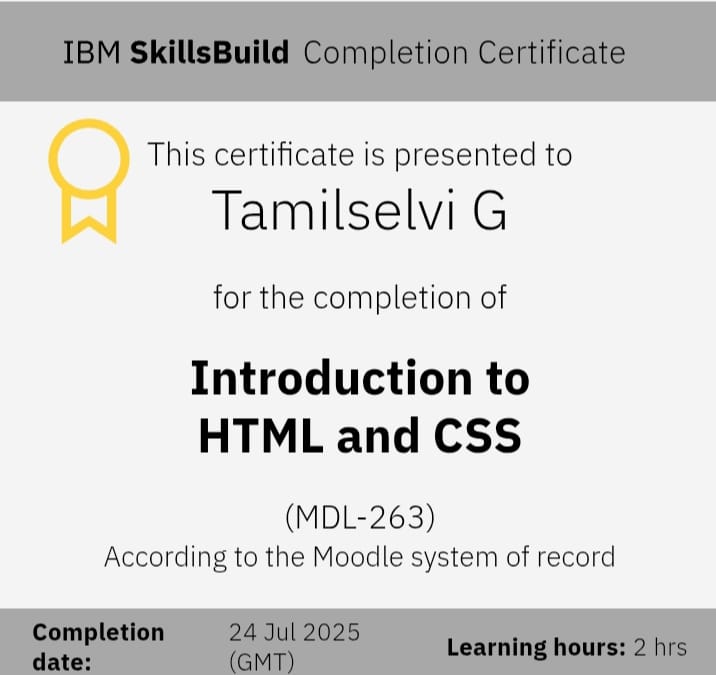 IBM SkillsBuild Completion Certificate
This certificate is presented to
Tamilselvi G
for the completion of
Introduction to
HTML and CSS
(MDL-263)
According to the Moodle system of record
Completion
date:
24 Jul 2025
(GMT)
Learning hours: 2 hrs